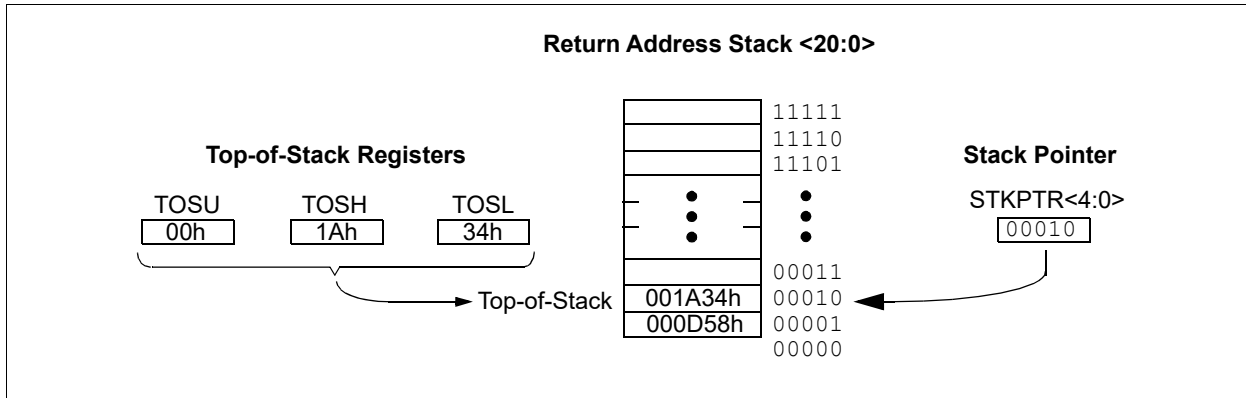 Return Address Stack <20:0>
Top-of-Stack Registers
TOSU TOSH TOSL
00h 1Ah 34h
11111
11110
11101
Stack Pointer
STKPTR<4:0>
00010
00011
Top-of-Stack 001A34h 00010
000D58h 00001
00000